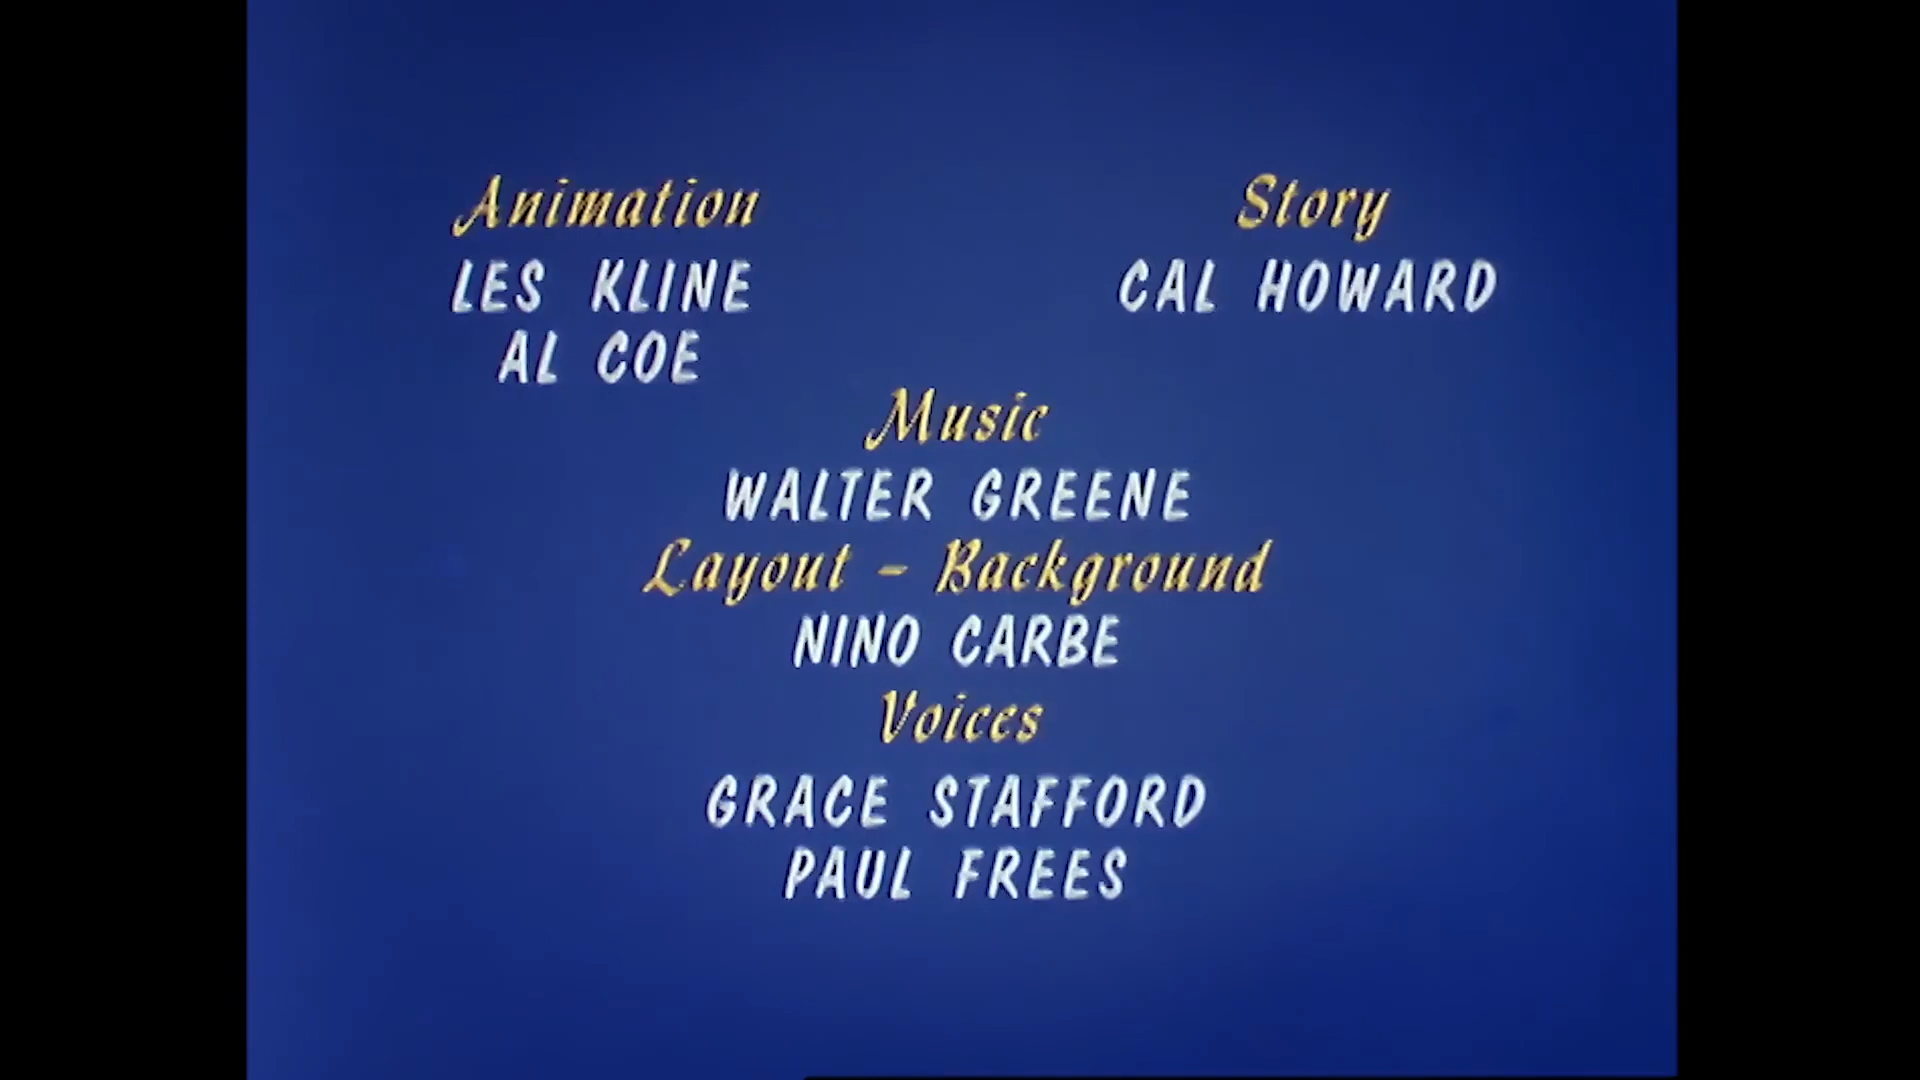 Animation
LES KLINE
AL COE
Story
CAL HOWARD
Music
WALTER GREENE
Layout - Background
NINO CARBE
Voices
GRACE STAFFORD
PAUL FREES